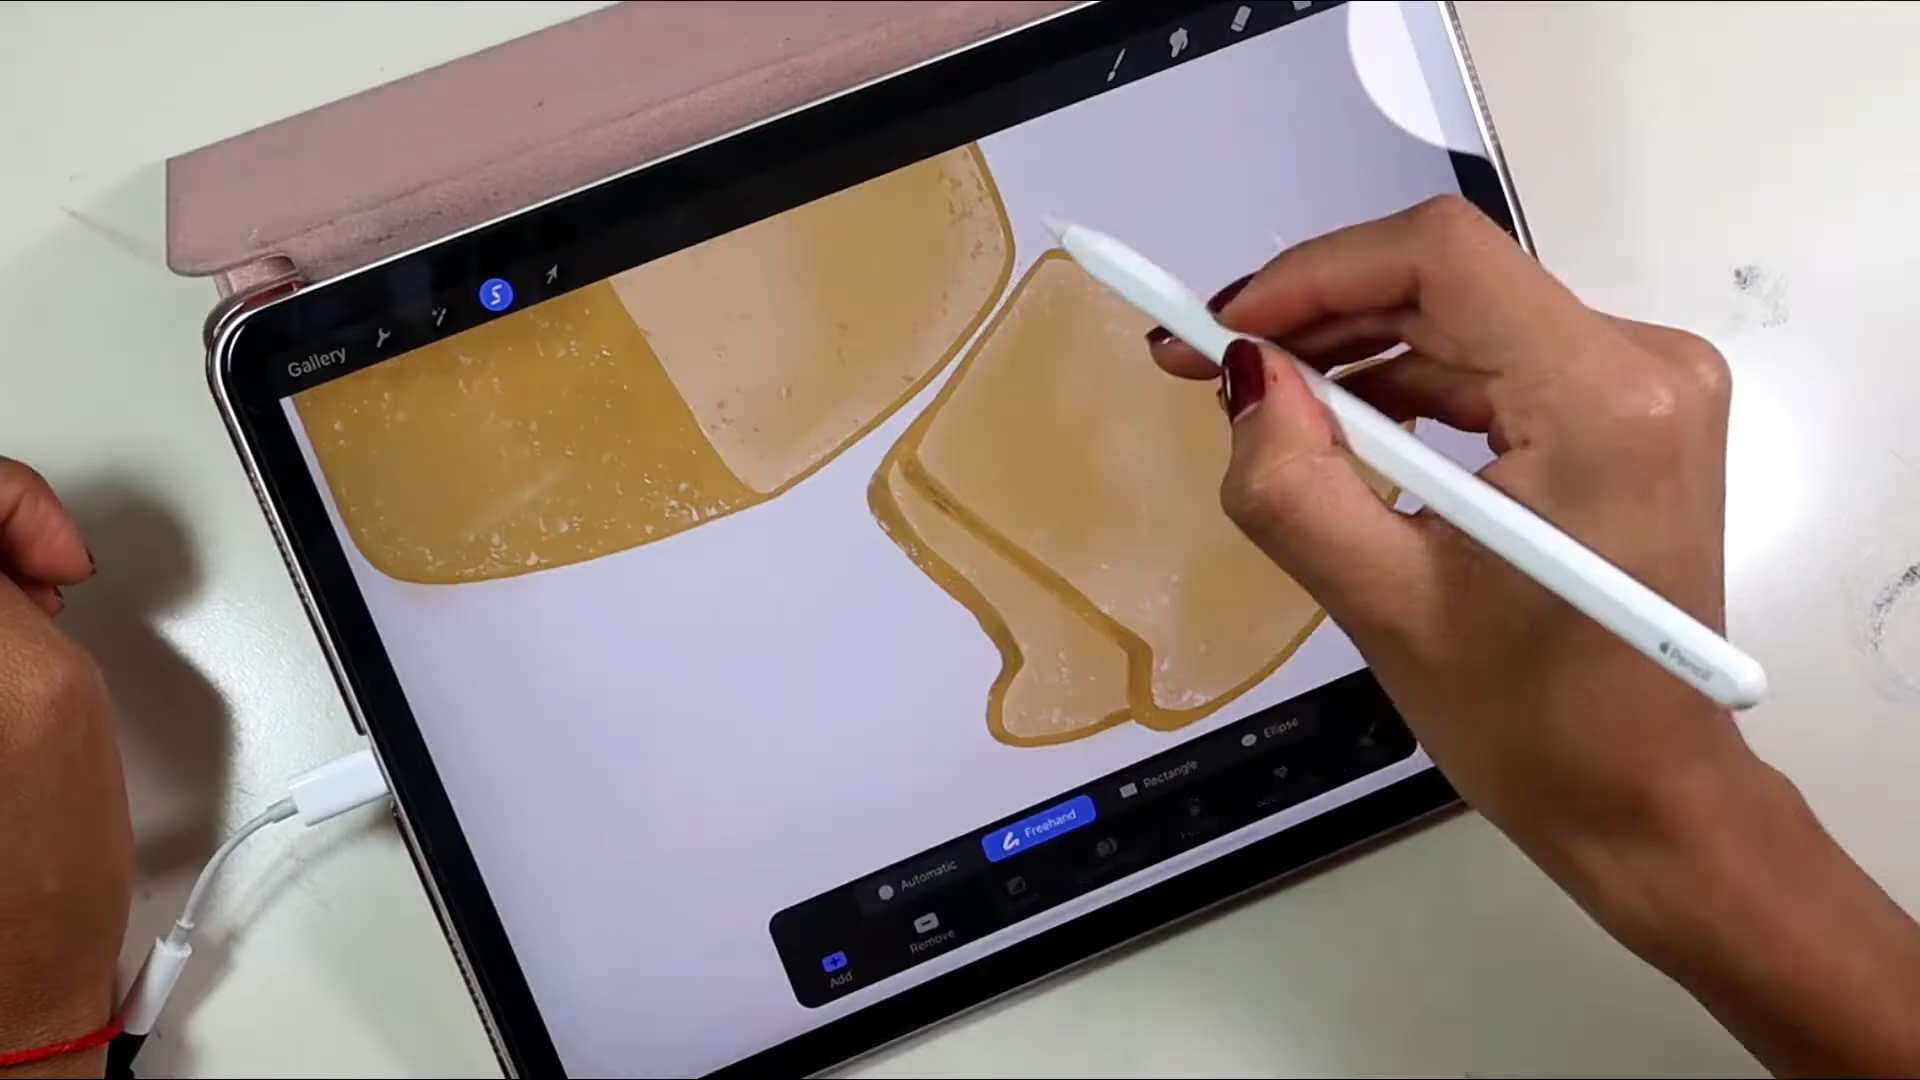 Gallery
Ellipse
Rectangle
Freehand
Automatic
Remove
Add
Pencil